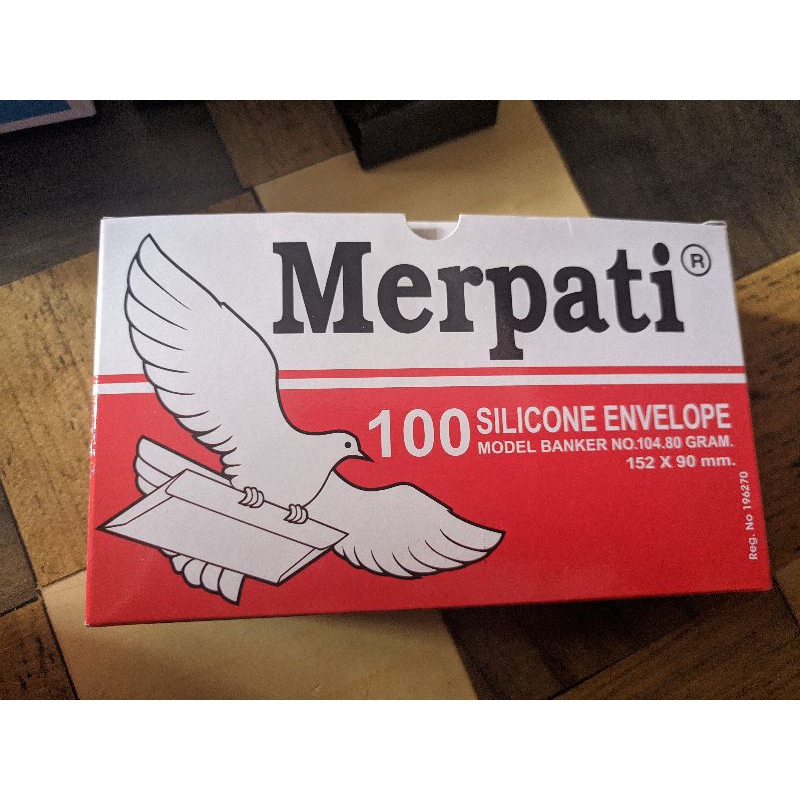 Merpati®
100 SILICONE ENVELOPE
MODEL BANKER NO.104.80 GRAM.
152 X 90 mm.
Reg. No 196270